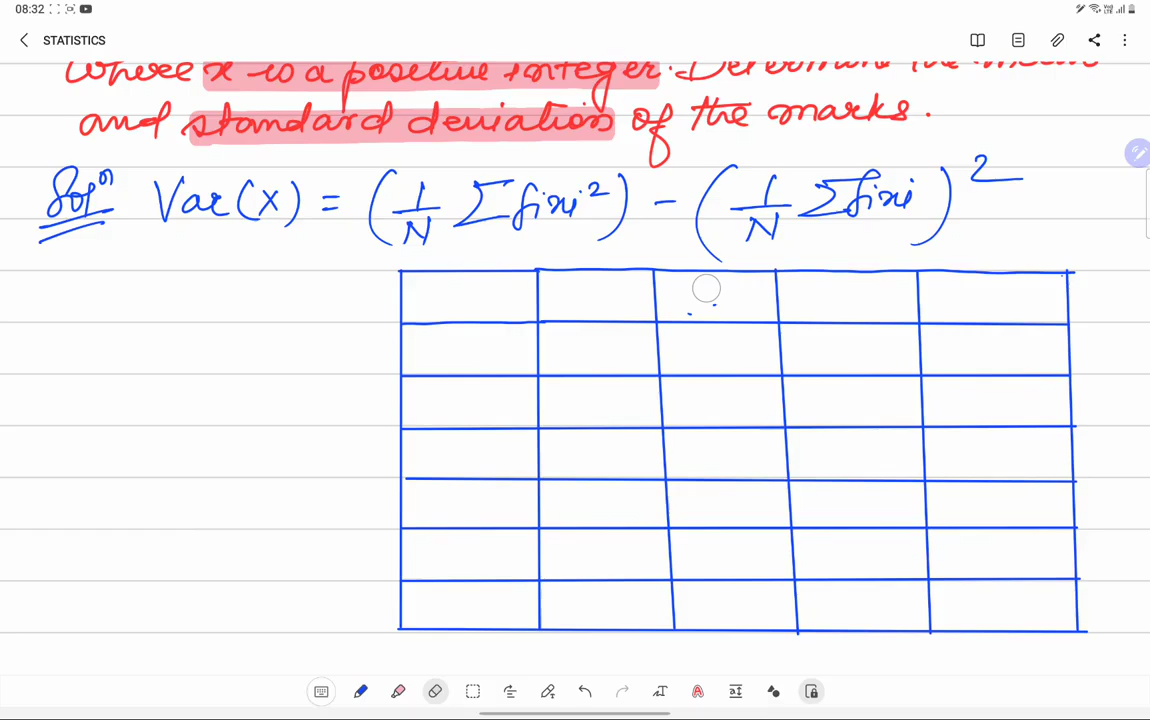 08:32
STATISTICS
where x is a positive integer. Determine the mean
and standard deviation of the marks.
Solⁿ Var(X) = (1/N Σfixi²) - (1/N Σfixi)²